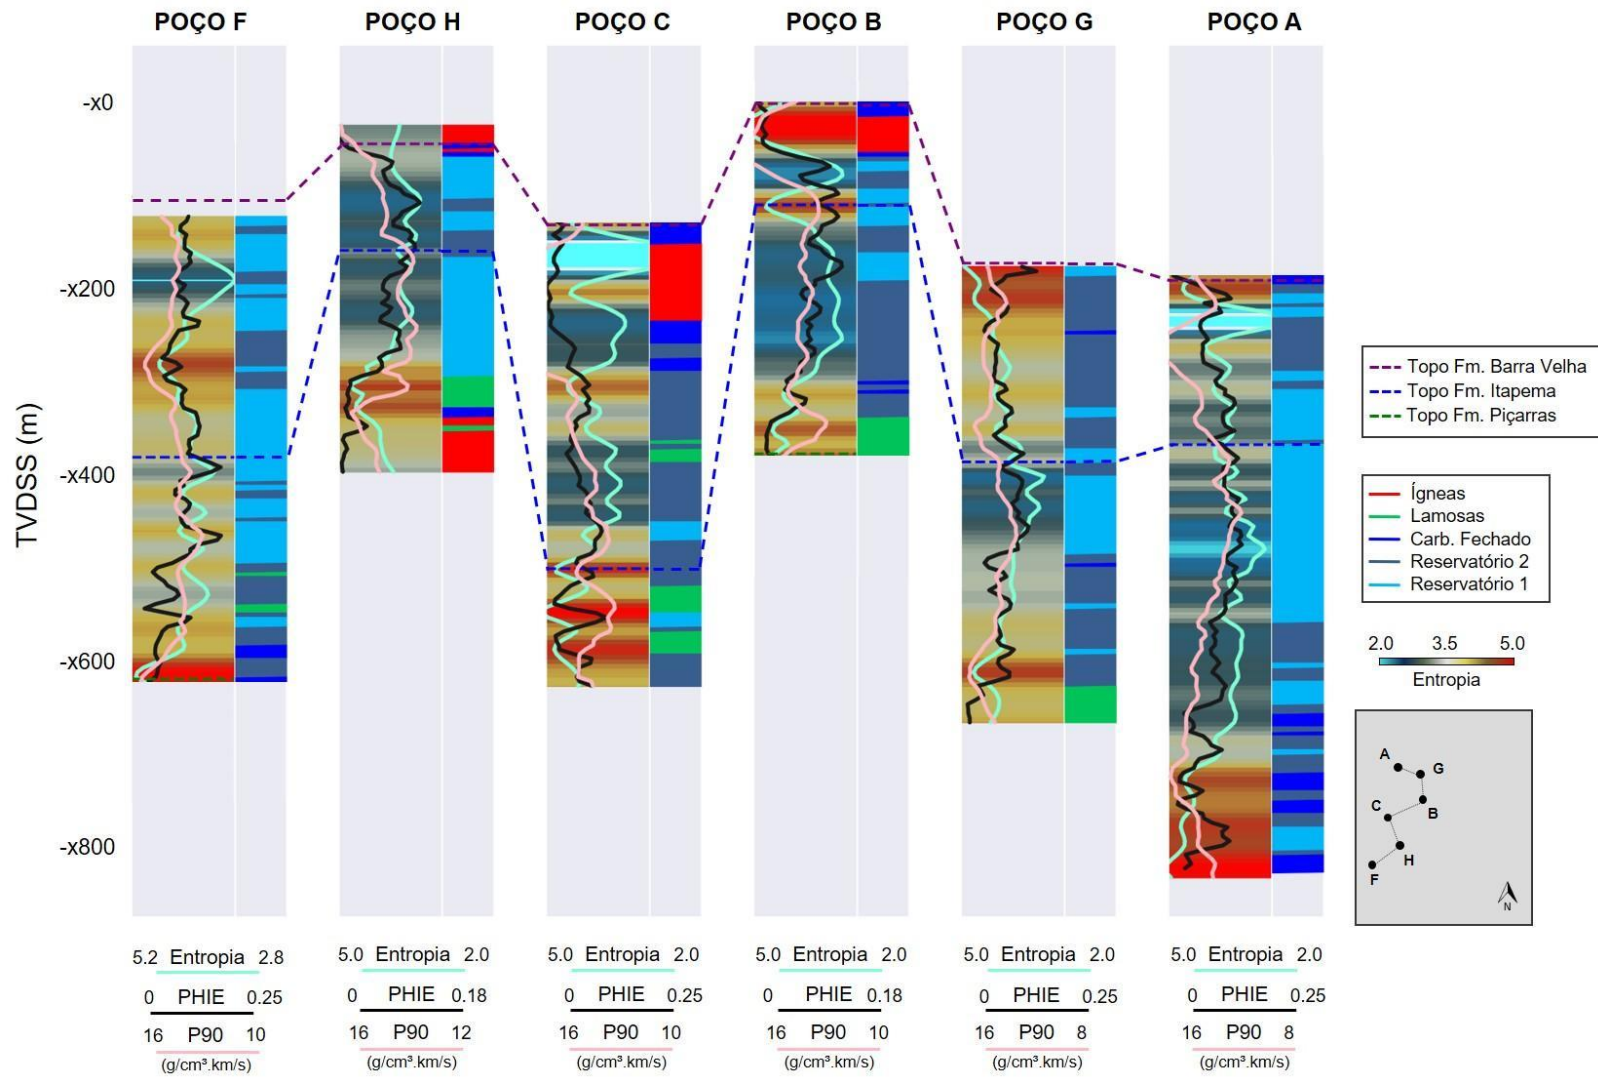 POÇO F POÇO H POÇO C POÇO B POÇO G POÇO A
TVDSS (m)
-x0
-x200
-x400
-x600
-x800
Topo Fm. Barra Velha
Topo Fm. Itapema
Topo Fm. Piçarras
Ígneas
Lamosas
Carb. Fechado
Reservatório 2
Reservatório 1
2.0 3.5 5.0
Entropia
A
G
C
B
H
F
N
5.2 Entropia 2.8
0 PHIE 0.25
16 P90 10
(g/cm³.km/s)
5.0 Entropia 2.0
0 PHIE 0.18
16 P90 12
(g/cm³.km/s)
5.0 Entropia 2.0
0 PHIE 0.25
16 P90 10
(g/cm³.km/s)
5.0 Entropia 2.0
0 PHIE 0.18
16 P90 10
(g/cm³.km/s)
5.0 Entropia 2.0
0 PHIE 0.25
16 P90 8
(g/cm³.km/s)
5.0 Entropia 2.0
0 PHIE 0.25
16 P90 8
(g/cm³.km/s)